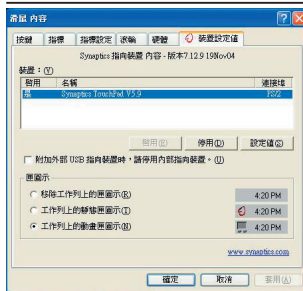 滑鼠 內容
按鍵 指標 指標設定 滾輪 硬體 裝置設定值
Synaptics 指向裝置 內容 - 版本7.12.9 19Nov04
裝置：(Y)
啓用 名稱 連接埠
Synaptics TouchPad V5.9 PS/2
啓用(E) 停用(D) 設定值(S)
附加外部 USB 指向裝置時，請停用內部指向裝置。(U)
匣圖示
移除工作列上的匣圖示(R) 4:20 PM
工作列上的靜態匣圖示(T) 4:20 PM
工作列上的動畫匣圖示(M) 4:20 PM
www.synaptics.com
確定 取消 套用(A)